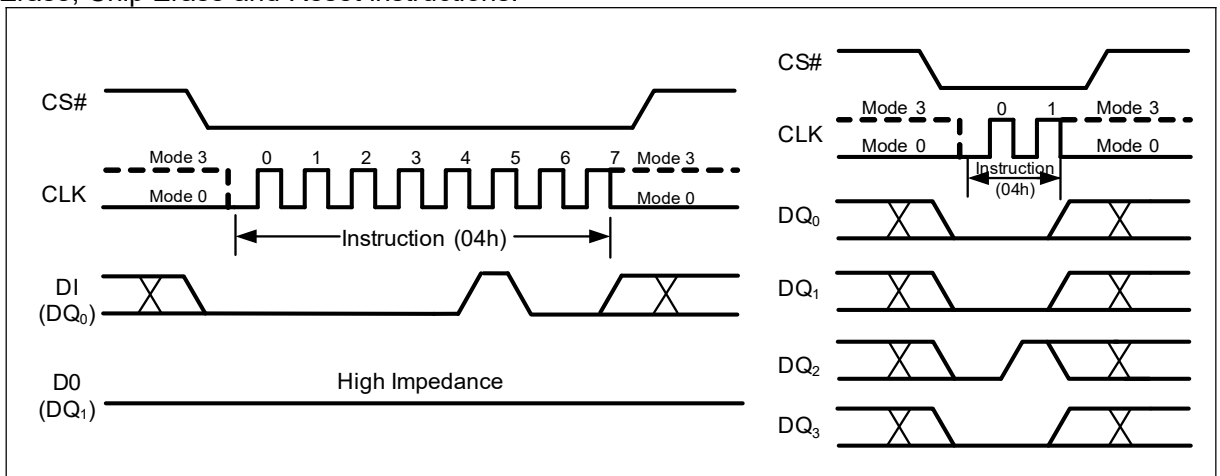 Erase, Chip Erase and Reset instructions.
CS#
Mode 3 0 1 2 3 4 5 6 7 Mode 3
CLK
Mode 0 Mode 0
Instruction (04h)
DI
(DQ0)
D0
(DQ1)
High Impedance
CS#
Mode 3 0 1 Mode 3
CLK
Mode 0 Mode 0
Instruction
(04h)
DQ0
DQ1
DQ2
DQ3